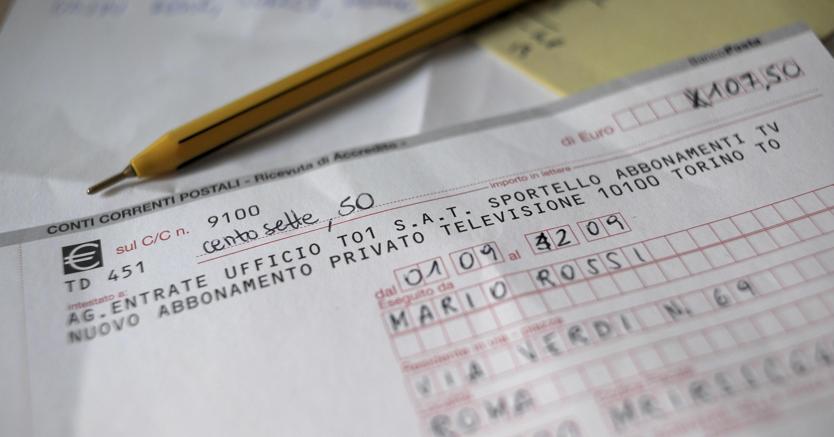 BancoPosta
CONTI CORRENTI POSTALI - Ricevuta di Accredito -
di Euro 107,50
€ sul C/C n. 9100
importo in lettere
cento sette, 50
TD 451
intestato a:
AG.ENTRATE UFFICIO TO1 S.A.T. SPORTELLO ABBONAMENTI TV
NUOVO ABBONAMENTO PRIVATO TELEVISIONE 10100 TORINO TO
dal 01 09 al 12 09
Eseguito da
MARIO ROSSI
VIA VERDI N. 69
ROMA